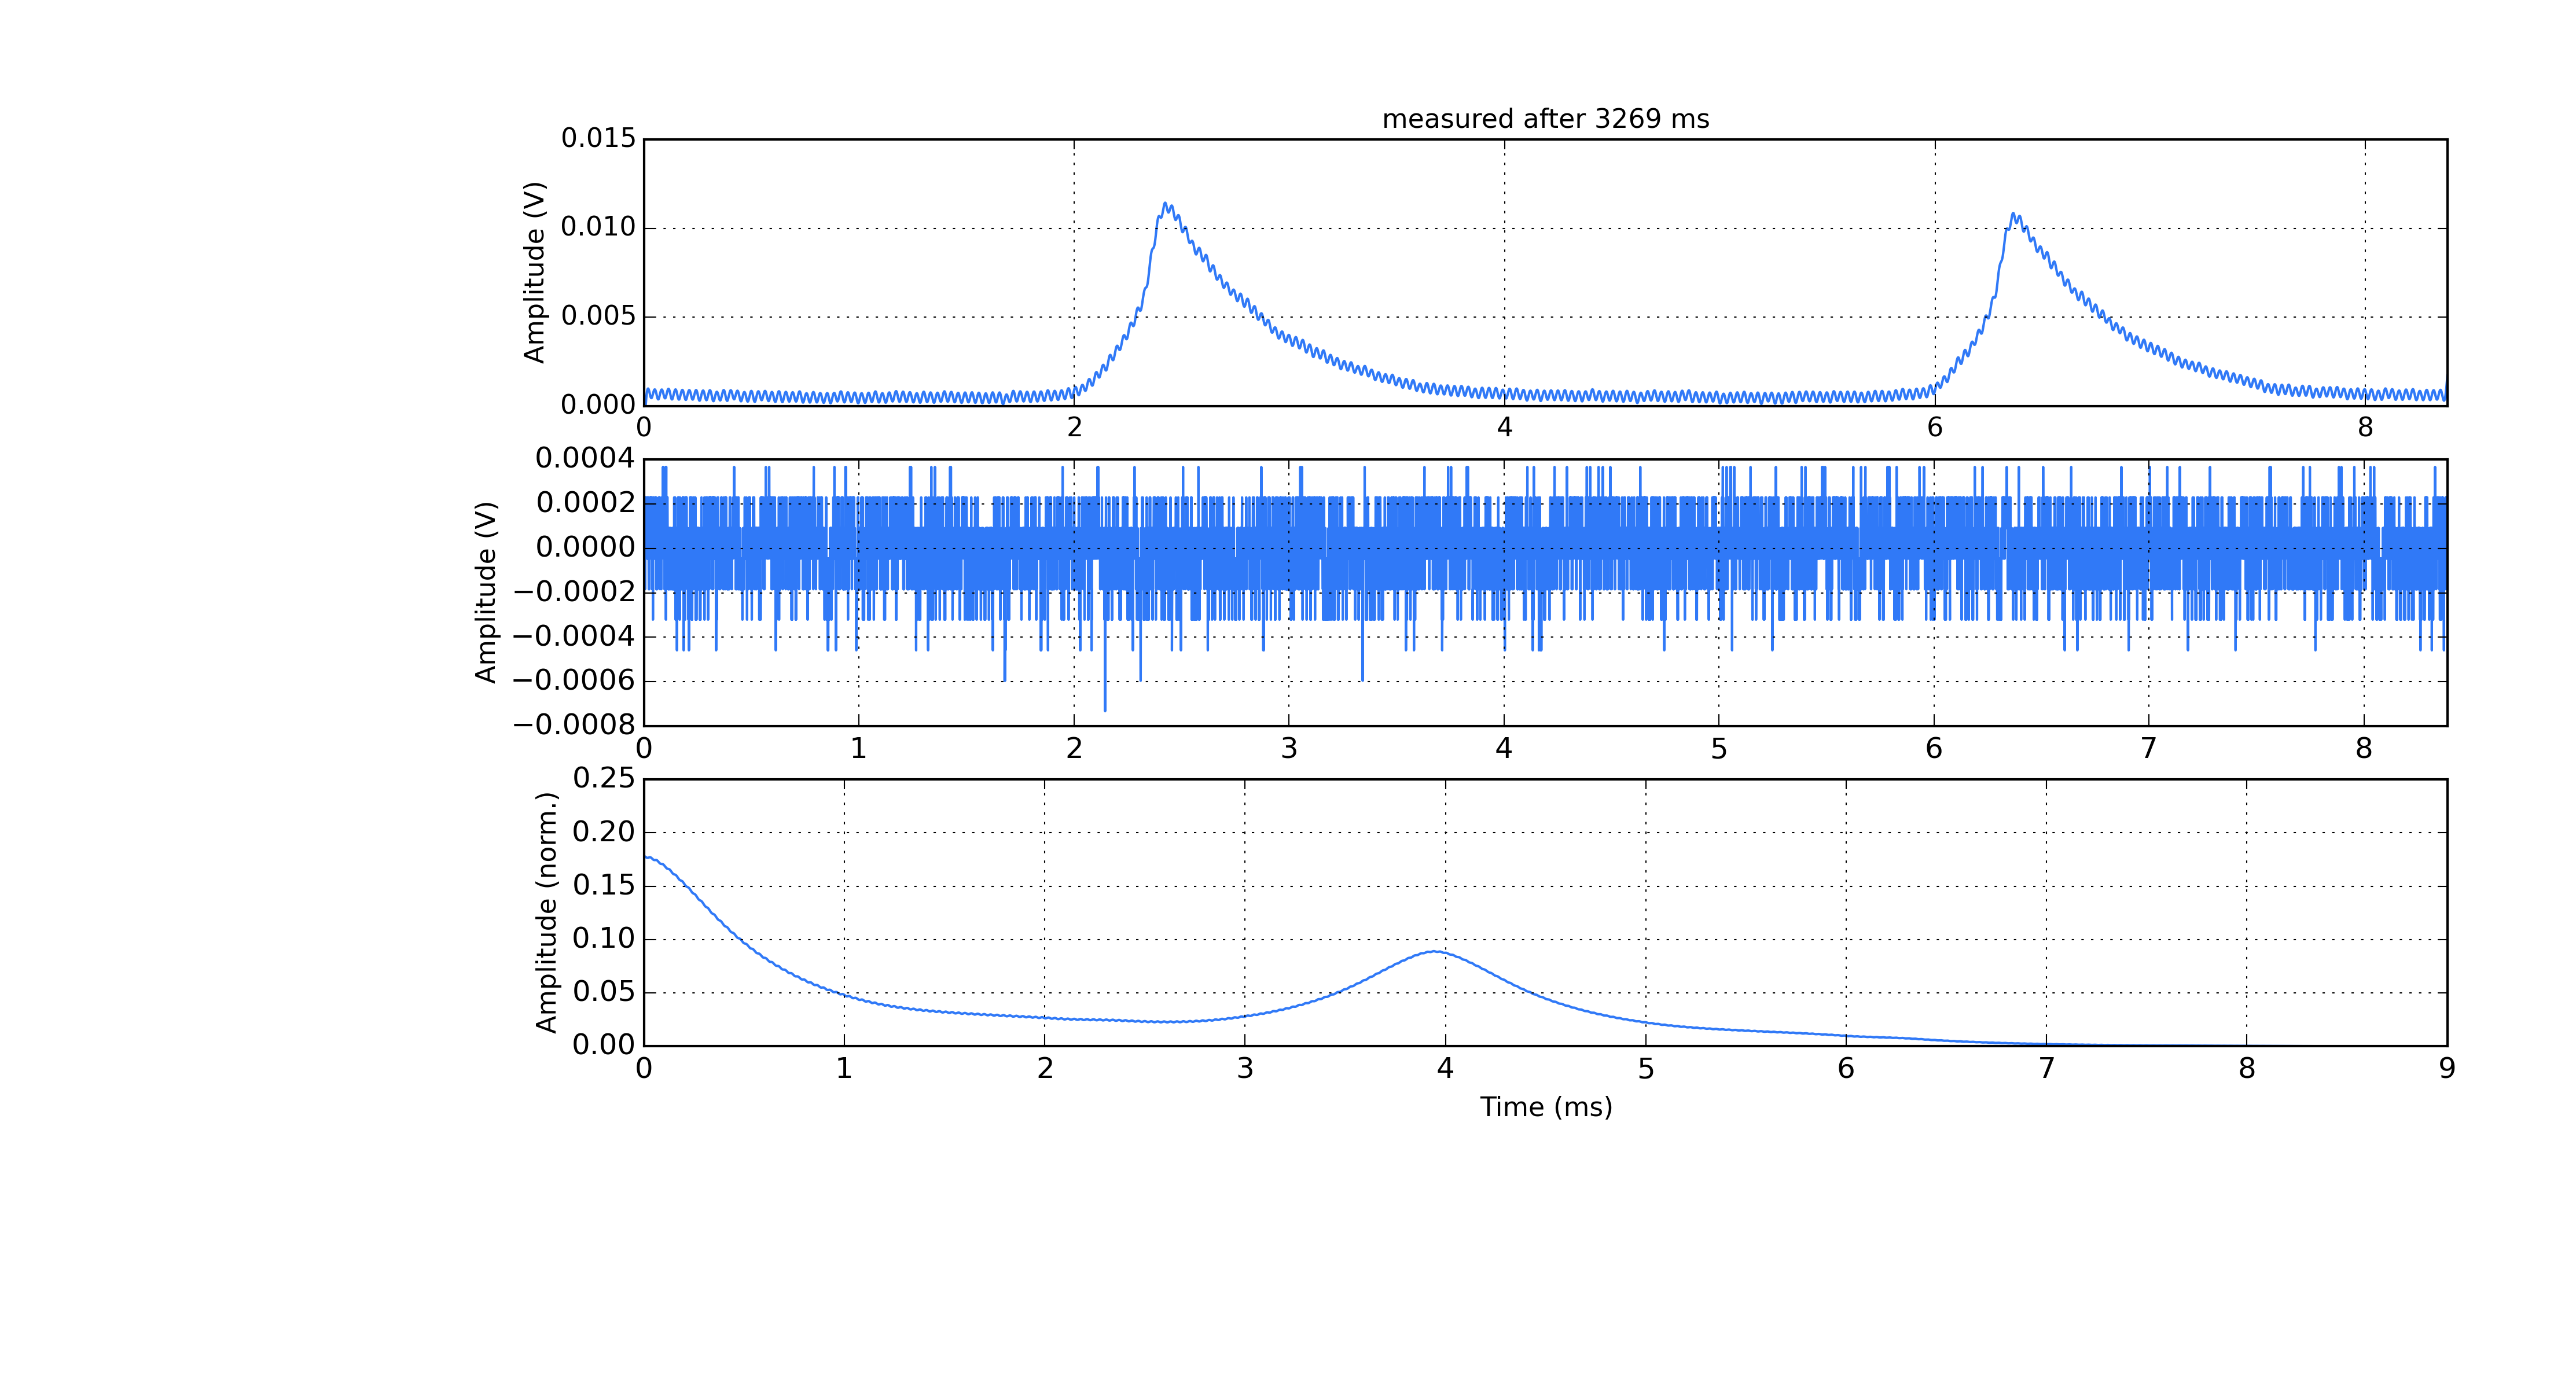 measured after 3269 ms
Amplitude (V)
0.015
0.010
0.005
0.000
0 2 4 6 8
Amplitude (V)
0.0004
0.0002
0.0000
−0.0002
−0.0004
−0.0006
−0.0008
0 1 2 3 4 5 6 7 8
Amplitude (norm.)
0.25
0.20
0.15
0.10
0.05
0.00
0 1 2 3 4 5 6 7 8 9
Time (ms)